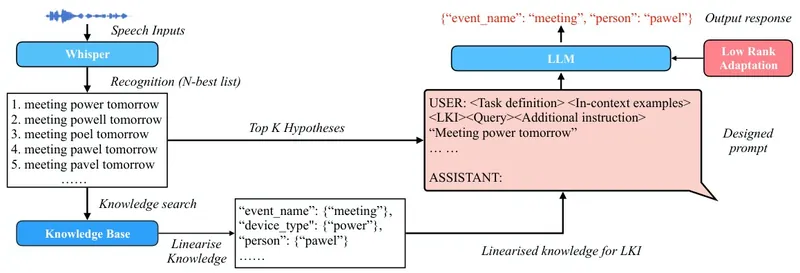 Speech Inputs
Whisper
Recognition (N-best list)
1. meeting power tomorrow
2. meeting powell tomorrow
3. meeting poel tomorrow
4. meeting pawel tomorrow
5. meeting pavel tomorrow
……
Knowledge search
Knowledge Base
Linearise
Knowledge
“event_name”: {“meeting”},
“device_type": {“power”},
“person”: {“pawel”}
……
Top K Hypotheses
Linearised knowledge for LKI
{“event_name”: “meeting”, “person”: “pawel”}
Output response
LLM
Low Rank
Adaptation
USER: <Task definition> <In-context examples>
<LKI><Query><Additional instruction>
“Meeting power tomorrow”
… …
ASSISTANT:
Designed
prompt